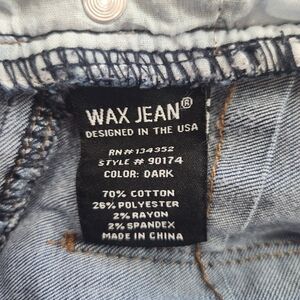 WAX JEAN®
DESIGNED IN THE USA
RN# 134352
STYLE # 90174
COLOR: DARK
70% COTTON
26% POLYESTER
2% RAYON
2% SPANDEX
MADE IN CHINA